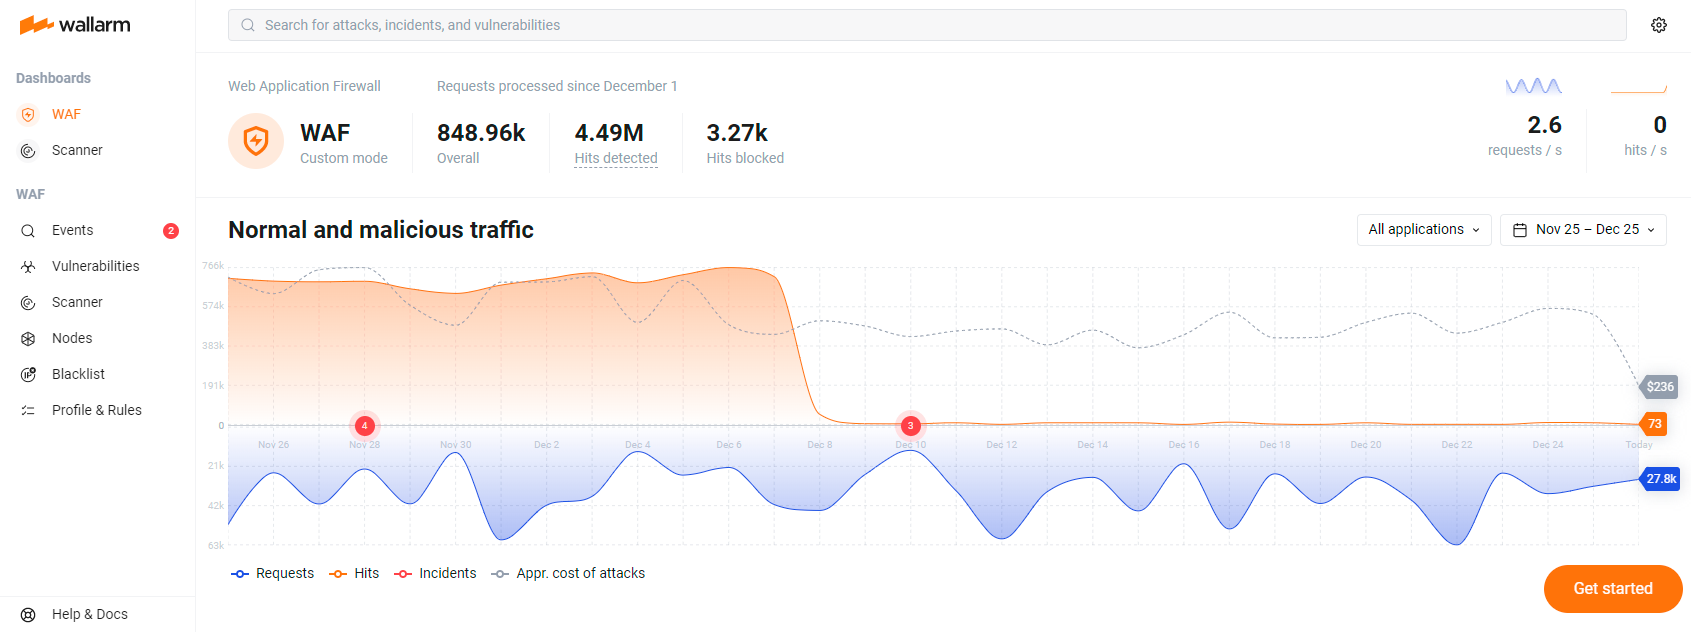 wallarm
Search for attacks, incidents, and vulnerabilities
Dashboards
WAF
Scanner
WAF
Events 2
Vulnerabilities
Scanner
Nodes
Blacklist
Profile & Rules
Help & Docs
Web Application Firewall
WAF
Custom mode
Requests processed since December 1
848.96k
Overall
4.49M
Hits detected
3.27k
Hits blocked
2.6
requests / s
0
hits / s
Normal and malicious traffic
All applications
Nov 25 – Dec 25
766k
574k
383k
191k
0
21k
42k
63k
4
3
Nov 26 Nov 28 Nov 30 Dec 2 Dec 4 Dec 6 Dec 8 Dec 10 Dec 12 Dec 14 Dec 16 Dec 18 Dec 20 Dec 22 Dec 24 Today
$236
73
27.8k
Requests Hits Incidents Appr. cost of attacks
Get started